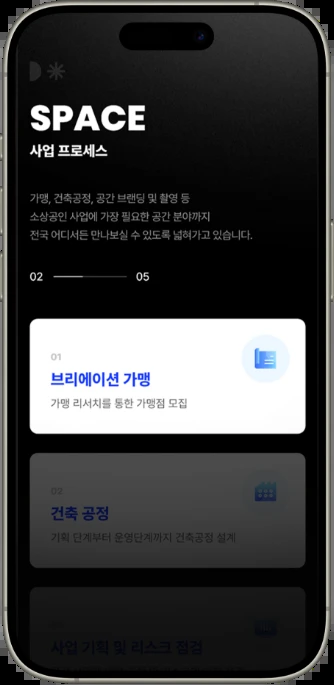 SPACE
사업 프로세스
가맹, 건축공정, 공간 브랜딩 및 촬영 등
소상공인 사업에 가장 필요한 공간 분야까지
전국 어디서든 만나보실 수 있도록 넓혀가고 있습니다.
02 05
01
브리에이션 가맹
가맹 리서치를 통한 가맹점 모집
02
건축 공정
기획 단계부터 운영단계까지 건축공정 설계
사업 기획 및 리스크 점검